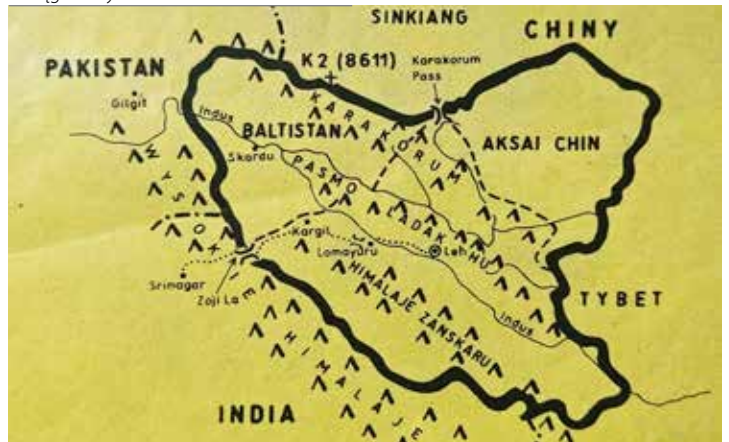 SINKIANG
CHINY
K2 (8611)
Karakorum
Pass
PAKISTAN
Gilgit
Indus
KARAKORUM
BALTISTAN
AKSAI CHIN
Skardu
PASMO LADAKHU
WYSOKIE HIMALAJE
Kargil
Lamayuru
Leh
Srinagar
Zoji La
HIMALAJE ZANSKARU
TYBET
Indus
INDIA